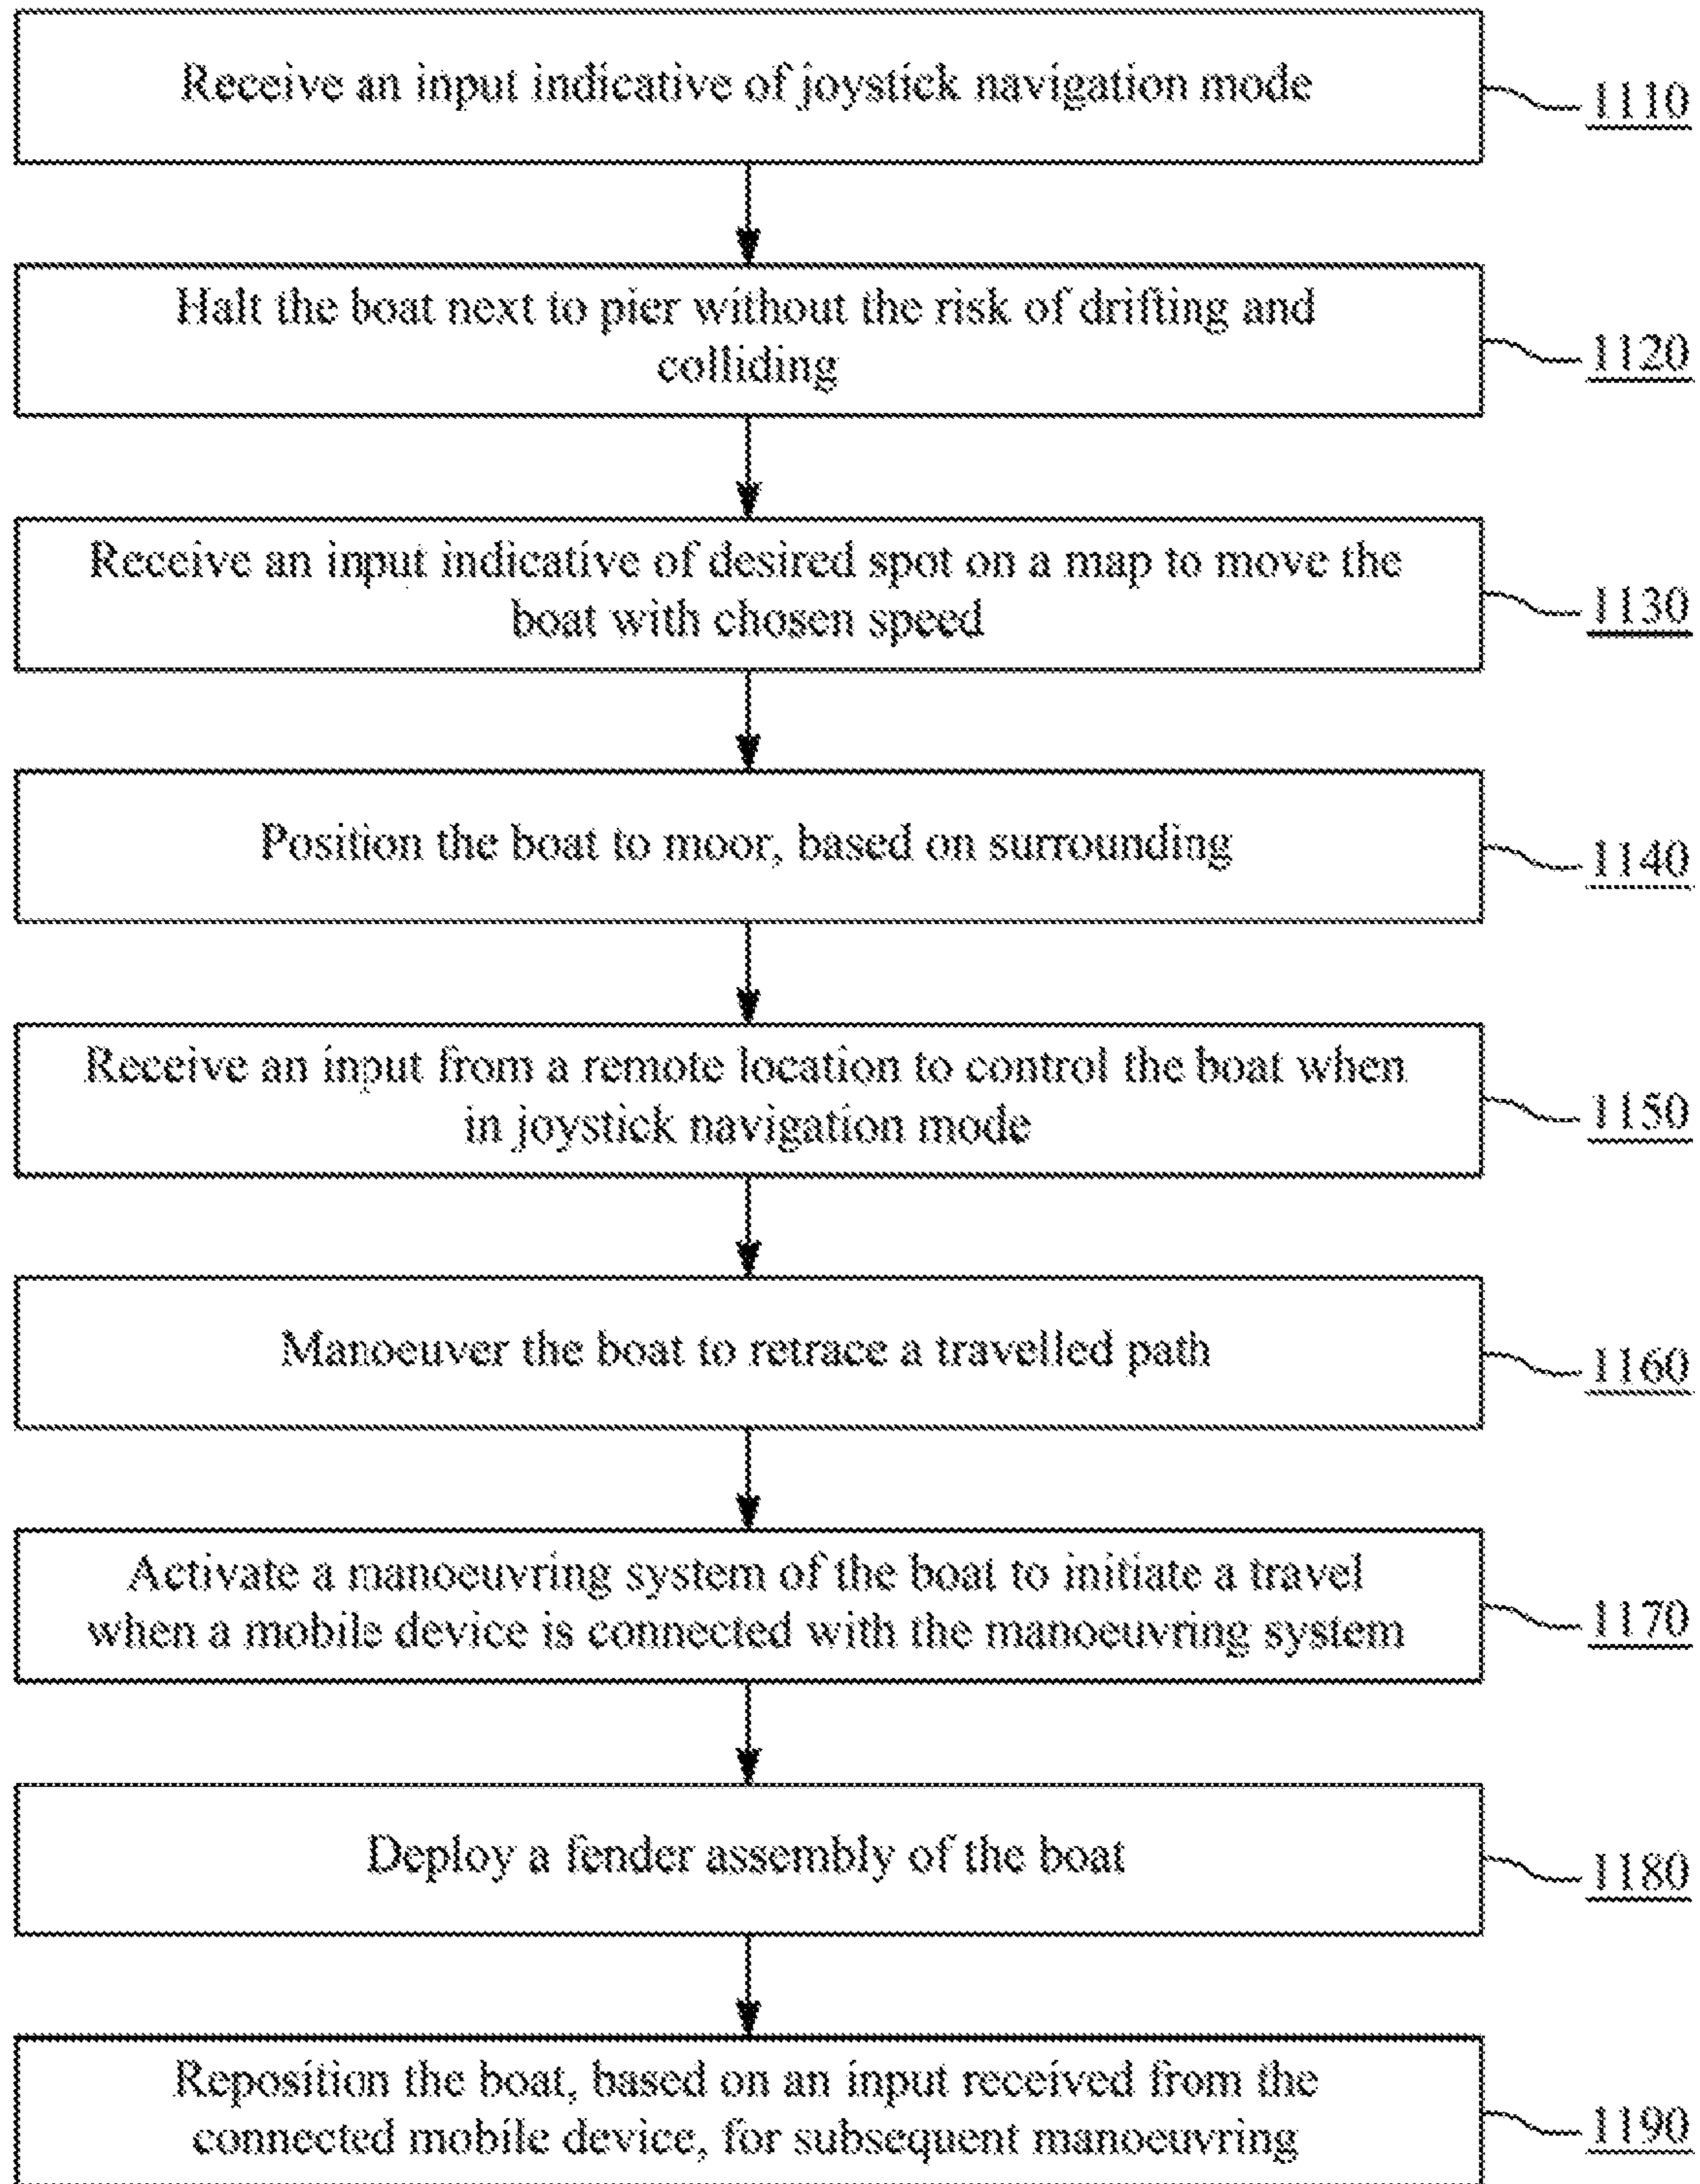 Receive an input indicative of joystick navigation mode
1110
Halt the boat next to pier without the risk of drifting and
colliding
1120
Receive an input indicative of desired spot on a map to move the
boat with chosen speed
1130
Position the boat to moor, based on surrounding
1140
Receive an input from a remote location to control the boat when
in joystick navigation mode
1150
Manoeuver the boat to retrace a travelled path
1160
Activate a manoeuvring system of the boat to initiate a travel
when a mobile device is connected with the manoeuvring system
1170
Deploy a fender assembly of the boat
1180
Reposition the boat, based on an input received from the
connected mobile device, for subsequent manoeuvring
1190